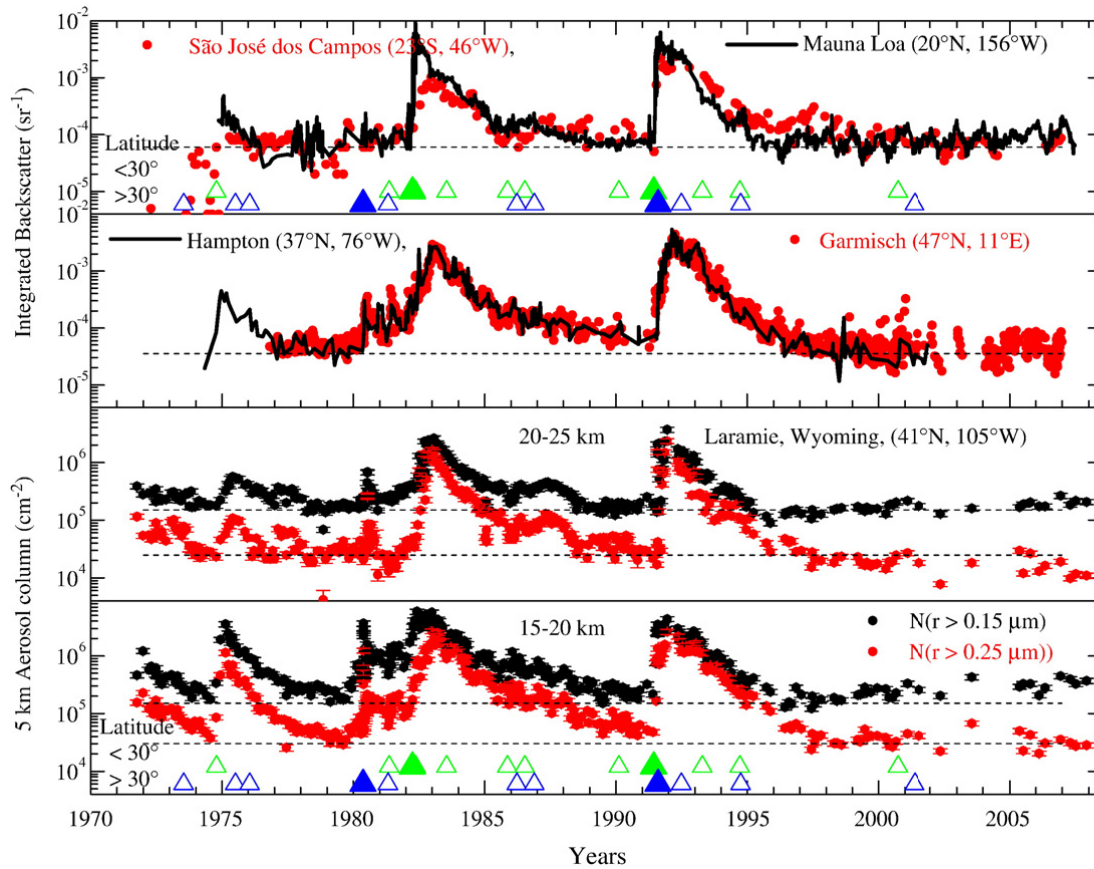 10⁻²
São José dos Campos (23°S, 46°W),
Mauna Loa (20°N, 156°W)
10⁻³
10⁻⁴
Latitude
<30°
>30°
10⁻⁵
10⁻²
Integrated Backscatter (sr⁻¹)
Hampton (37°N, 76°W),
Garmisch (47°N, 11°E)
10⁻³
10⁻⁴
10⁻⁵
20-25 km
Laramie, Wyoming, (41°N, 105°W)
10⁶
10⁵
10⁴
5 km Aerosol column (cm⁻²)
15-20 km
N(r > 0.15 µm)
N(r > 0.25 µm))
10⁶
10⁵
Latitude
< 30°
> 30°
10⁴
1970 1975 1980 1985 1990 1995 2000 2005
Years